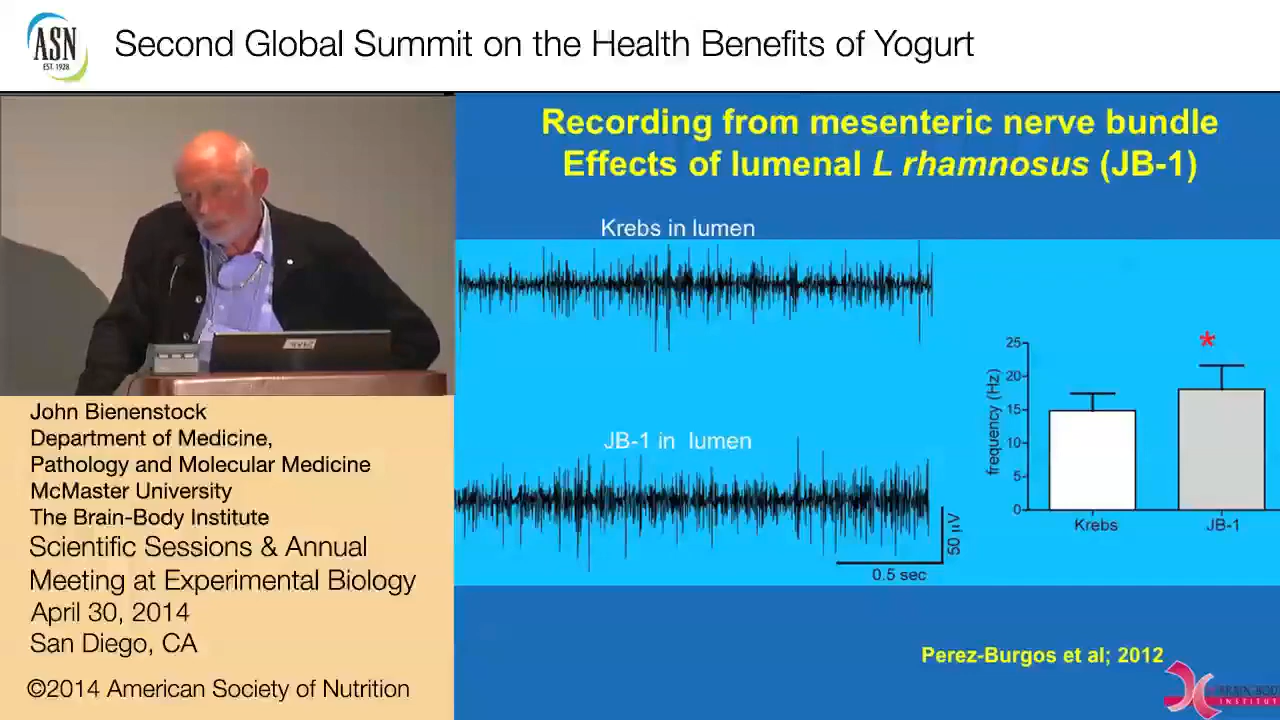 ASN
EST. 1928
Second Global Summit on the Health Benefits of Yogurt
Recording from mesenteric nerve bundle
Effects of lumenal L rhamnosus (JB-1)
Krebs in lumen
JB-1 in lumen
50 µV
0.5 sec
*
25
20
15
10
5
0
frequency (Hz)
Krebs
JB-1
Perez-Burgos et al; 2012
BRAIN-BODY
INSTITUT
John Bienenstock
Department of Medicine,
Pathology and Molecular Medicine
McMaster University
The Brain-Body Institute
Scientific Sessions & Annual
Meeting at Experimental Biology
April 30, 2014
San Diego, CA
©2014 American Society of Nutrition